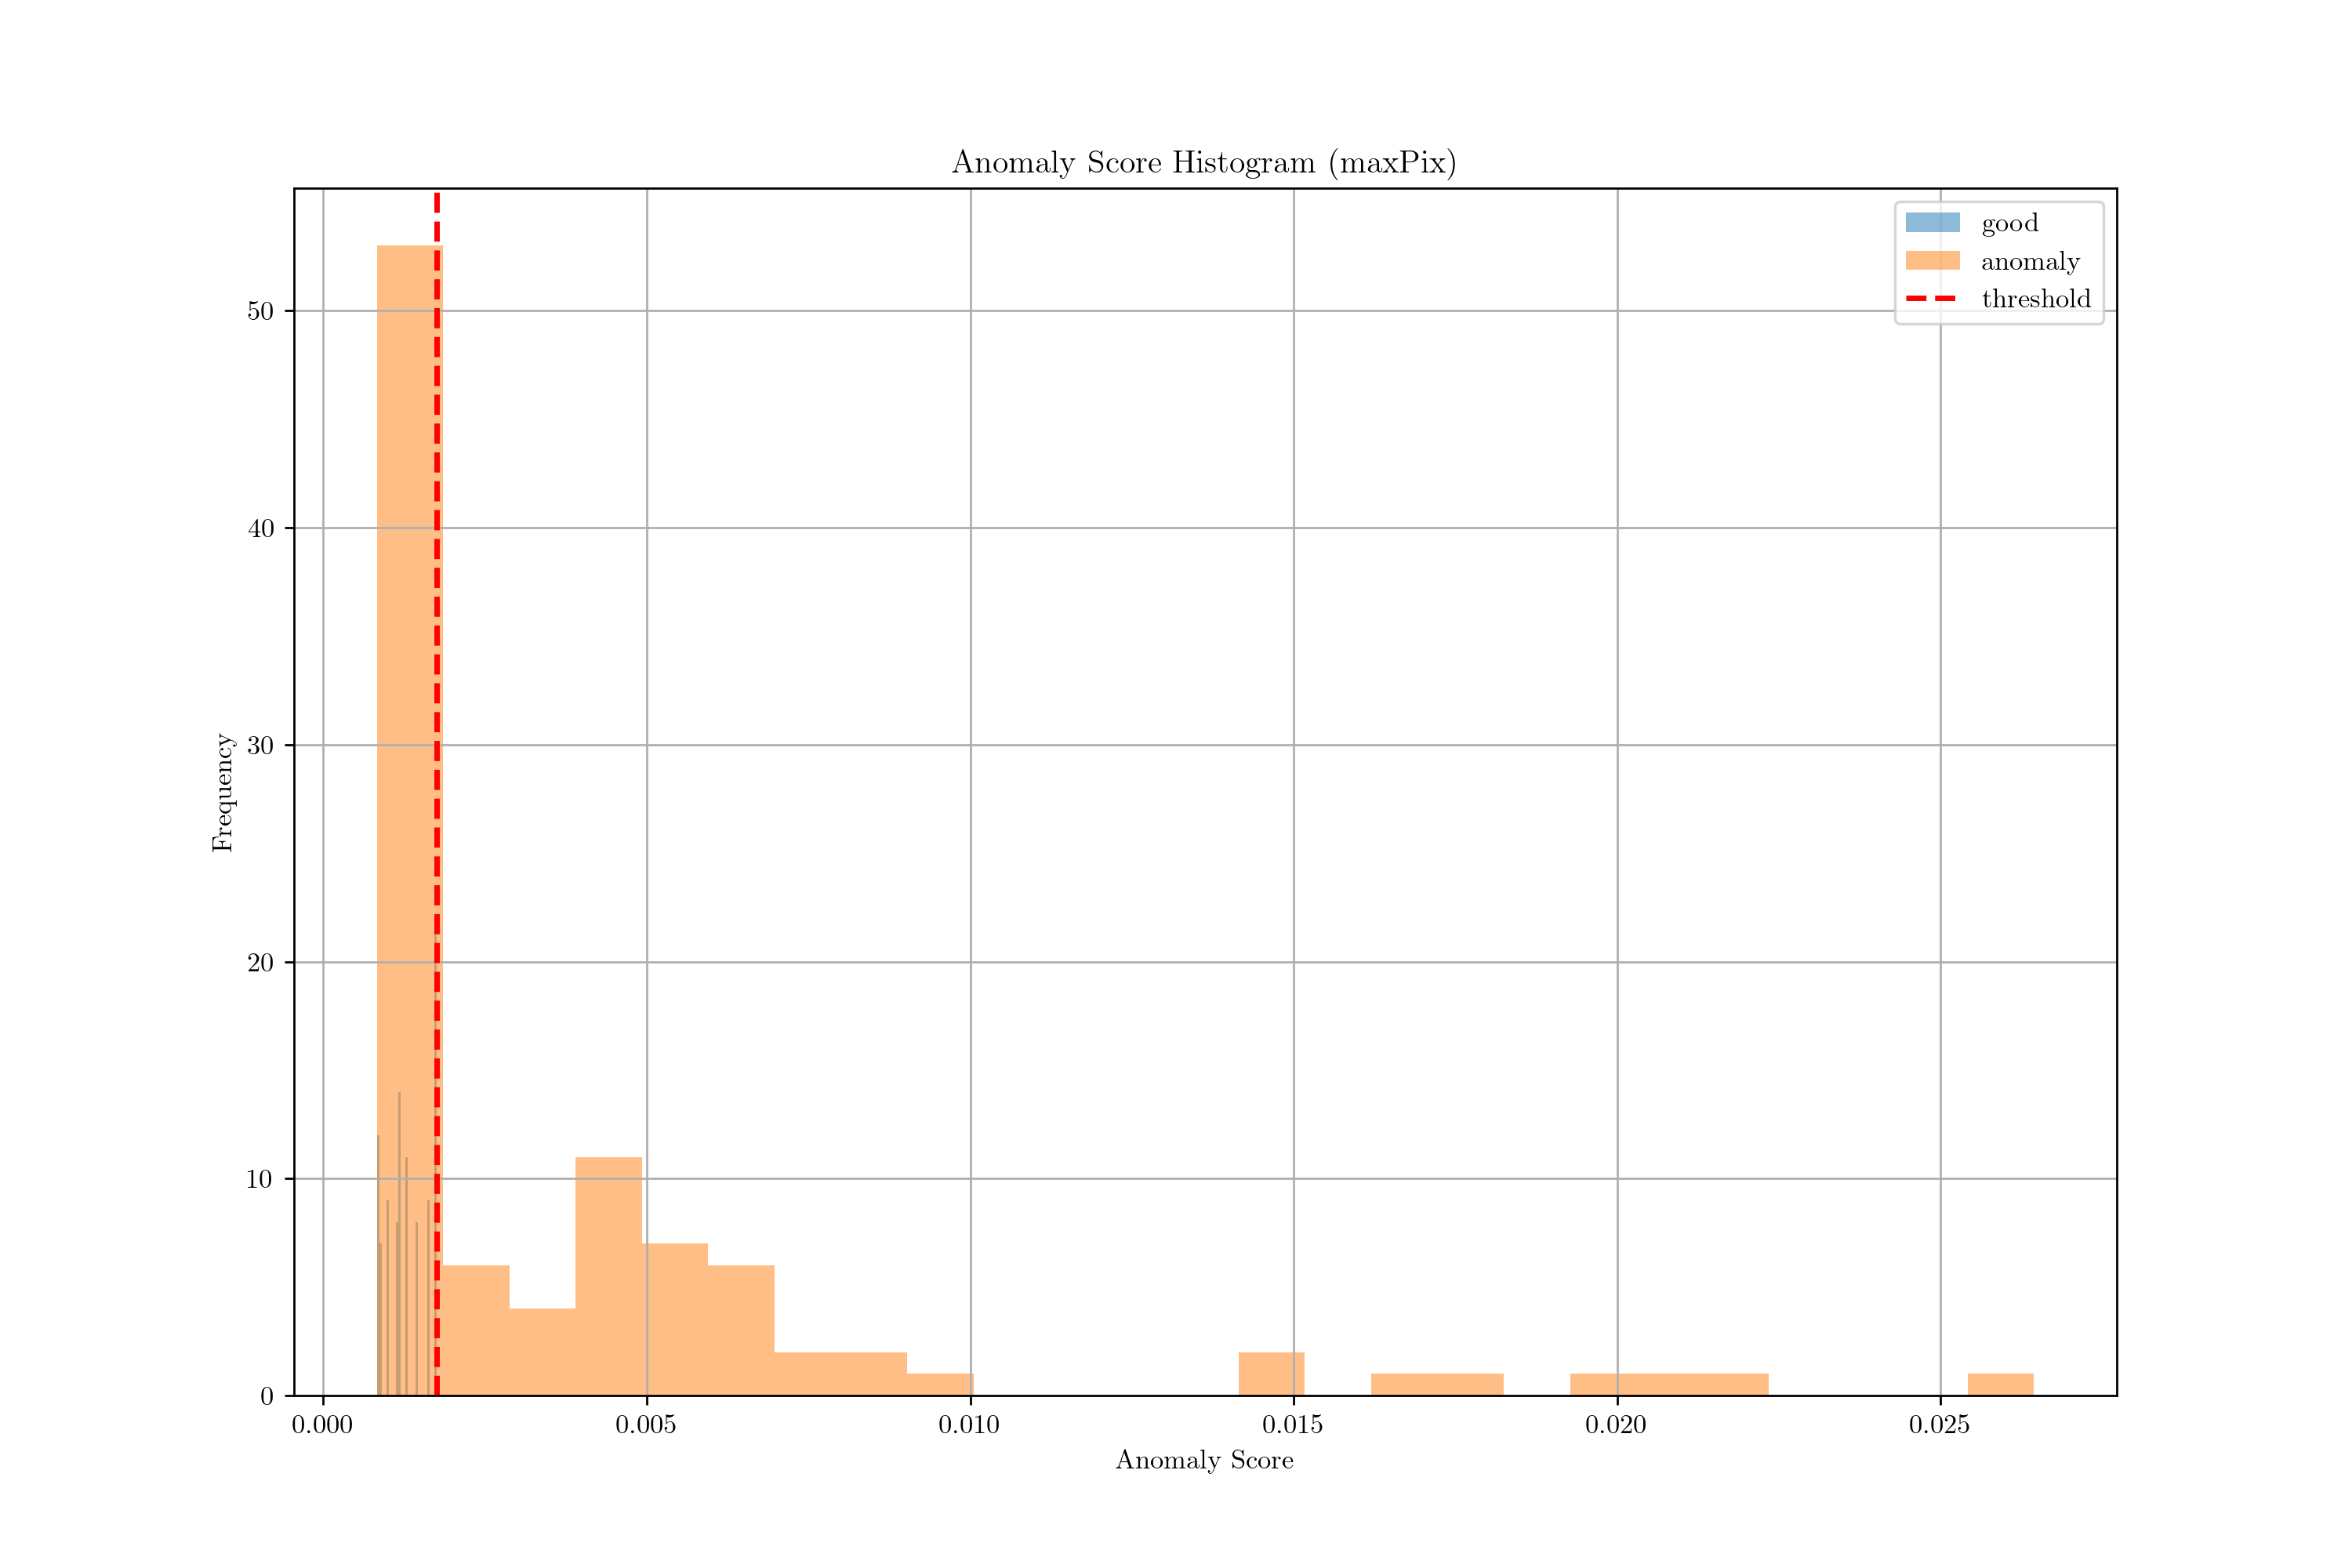 Anomaly Score Histogram (maxPix)
good
anomaly
threshold
Frequency
50
40
30
20
10
0
0.000 0.005 0.010 0.015 0.020 0.025
Anomaly Score